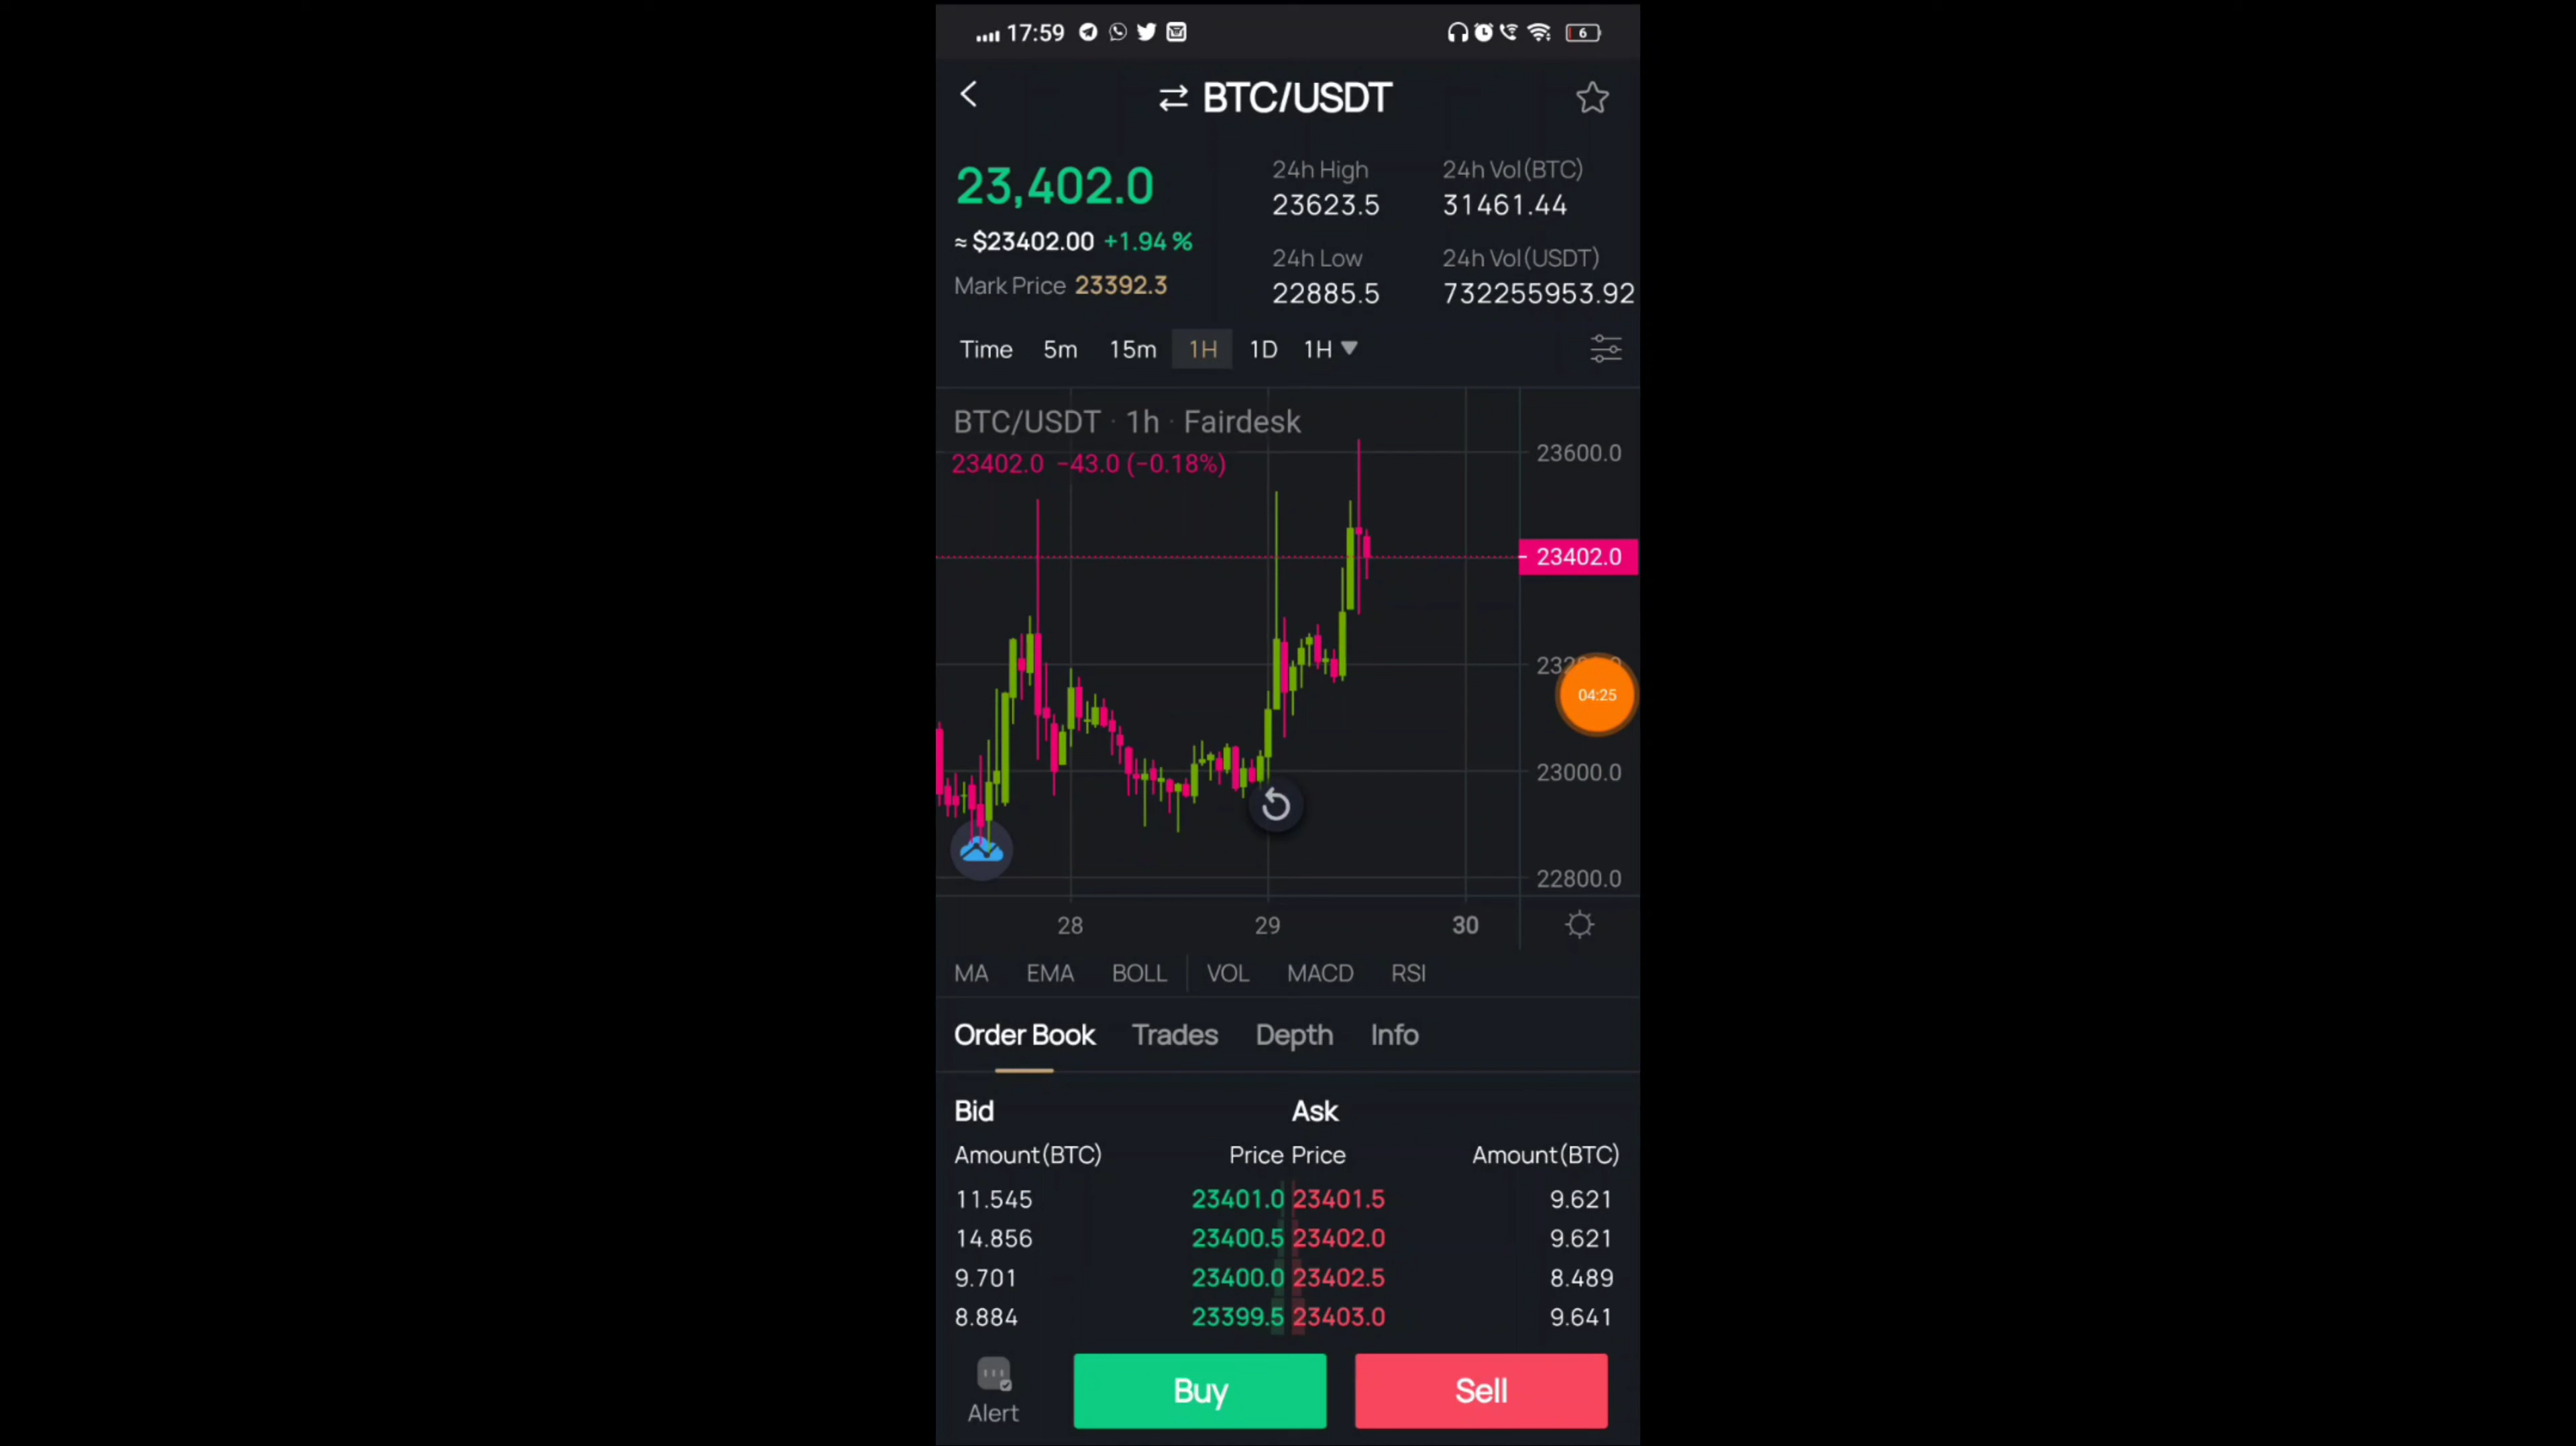 17:59 6
BTC/USDT
23,402.0
≈ $23402.00 +1.94 %
Mark Price 23392.3
24h High
23623.5
24h Vol(BTC)
31461.44
24h Low
22885.5
24h Vol(USDT)
732255953.92
Time 5m 15m 1H 1D 1H
BTC/USDT · 1h · Fairdesk
23402.0 −43.0 (−0.18%)
23600.0
23402.0
04:25
23000.0
22800.0
28 29 30
MA EMA BOLL VOL MACD RSI
Order Book Trades Depth Info
Bid Ask
Amount(BTC) Price Price Amount(BTC)
11.545 23401.0 23401.5 9.621
14.856 23400.5 23402.0 9.621
9.701 23400.0 23402.5 8.489
8.884 23399.5 23403.0 9.641
Alert Buy Sell